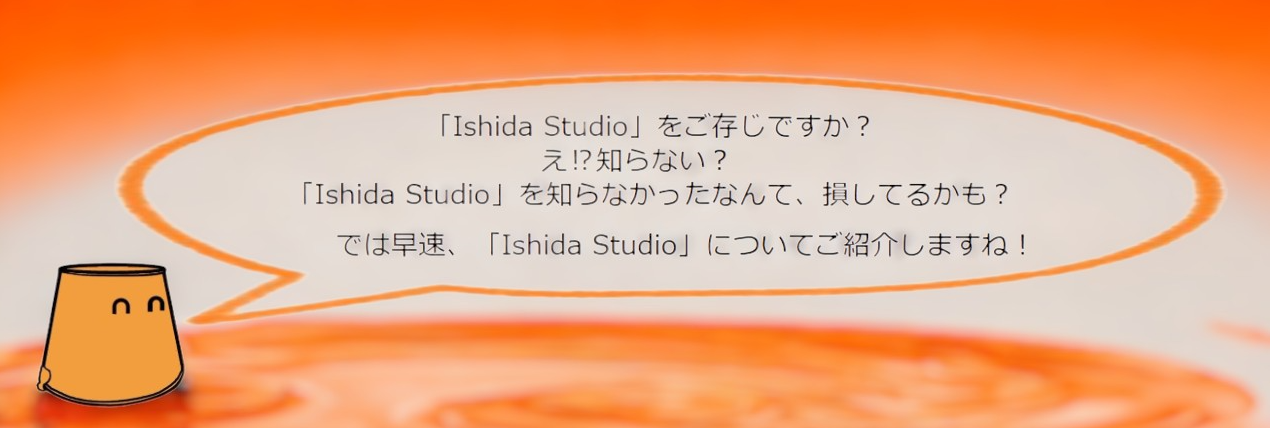 「Ishida Studio」をご存じですか？
え!?知らない？
「Ishida Studio」を知らなかったなんて、損してるかも？
では早速、「Ishida Studio」についてご紹介しますね！